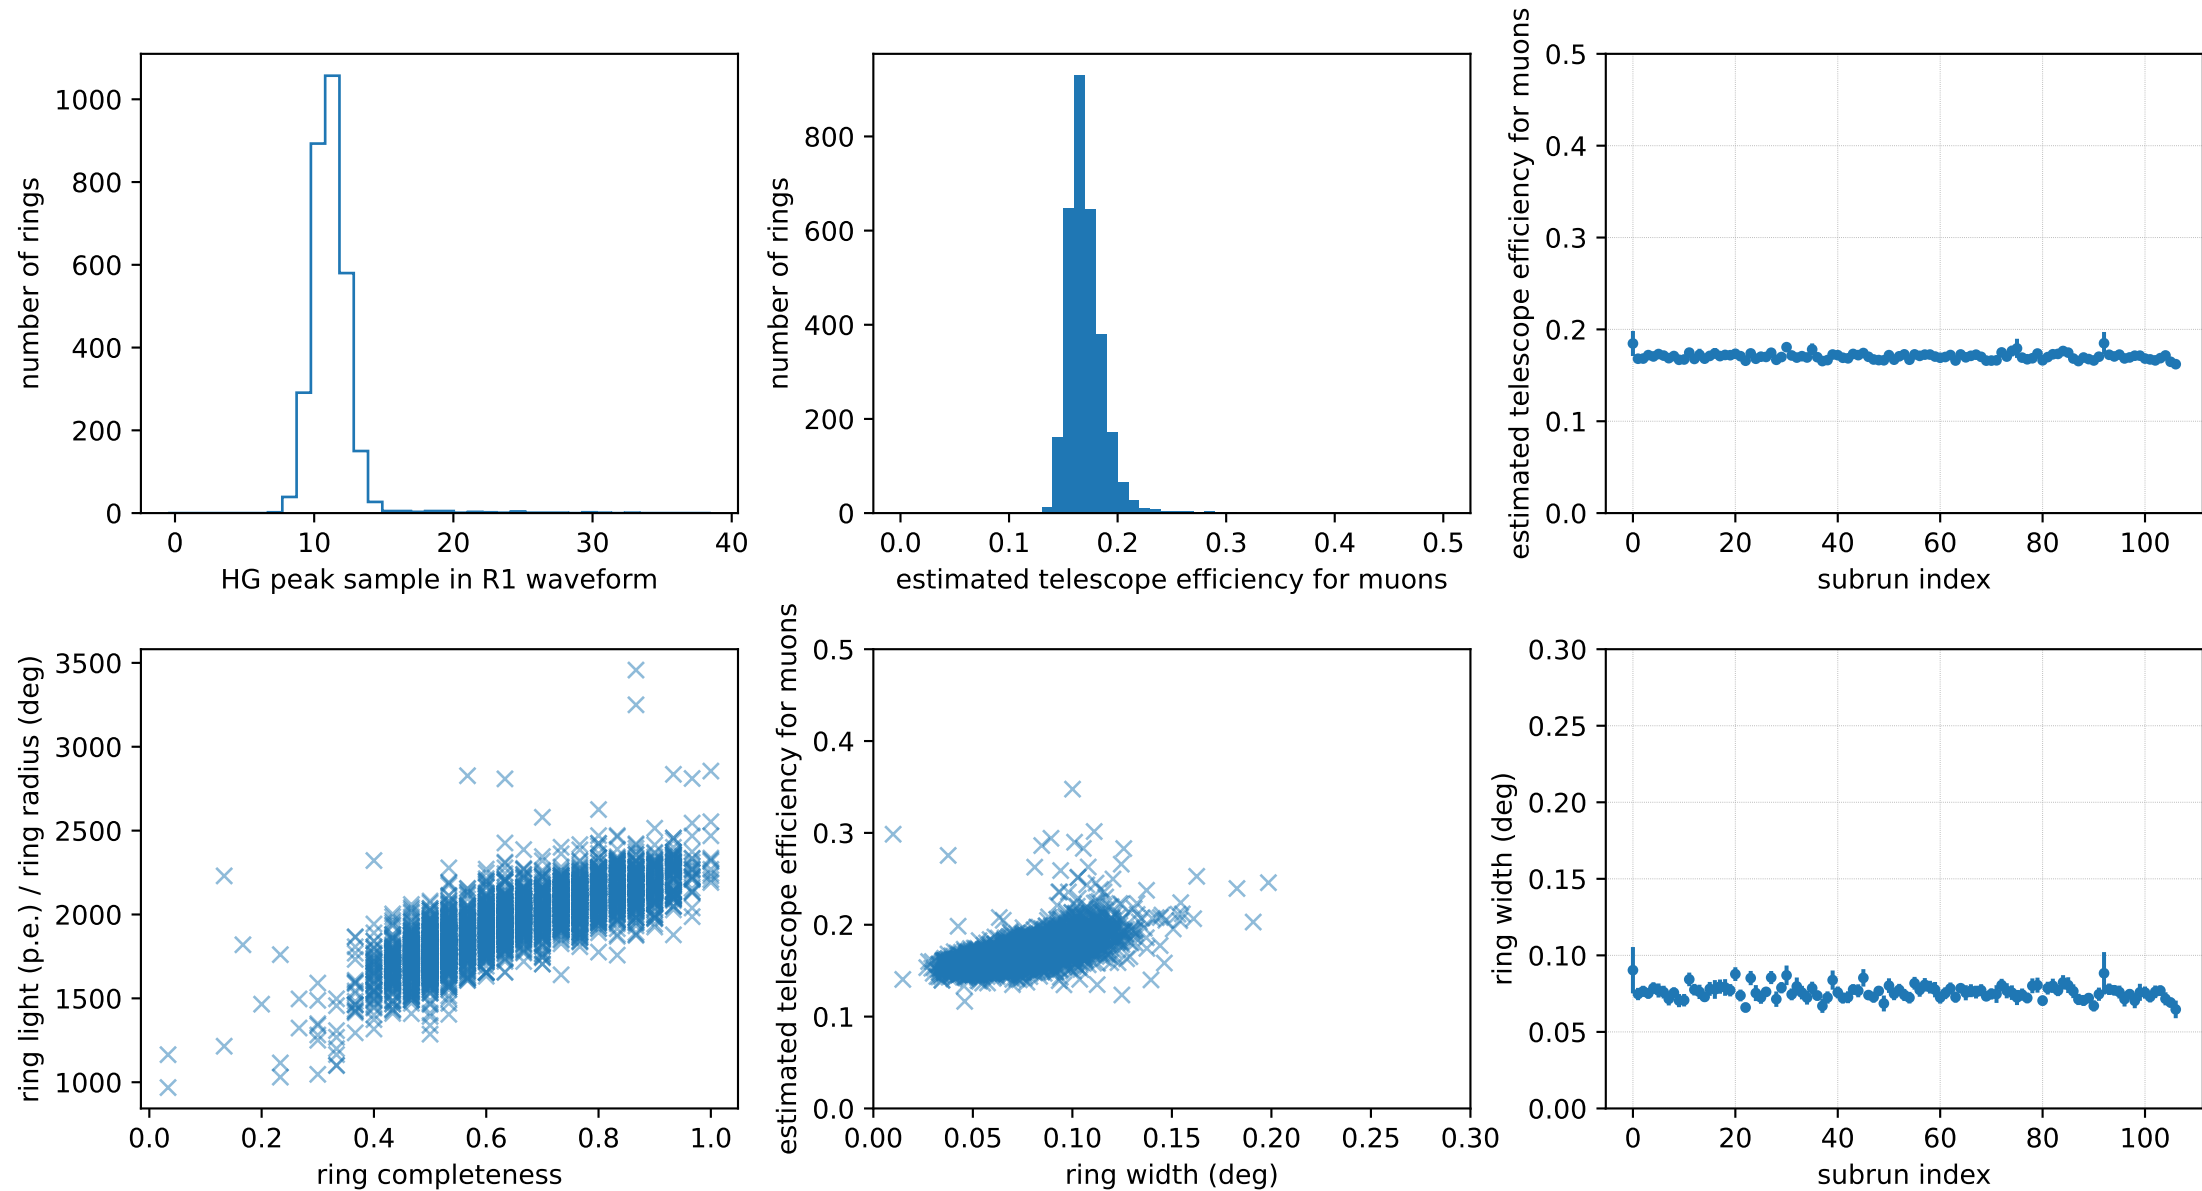 1000
800
600
400
200
0
number of rings
0 10 20 30 40
HG peak sample in R1 waveform
800
600
400
200
0
number of rings
0.0 0.1 0.2 0.3 0.4 0.5
estimated telescope efficiency for muons
0.5
0.4
0.3
0.2
0.1
0.0
estimated telescope efficiency for muons
0 20 40 60 80 100
subrun index
3500
3000
2500
2000
1500
1000
ring light (p.e.) / ring radius (deg)
0.0 0.2 0.4 0.6 0.8 1.0
ring completeness
0.5
0.4
0.3
0.2
0.1
0.0
estimated telescope efficiency for muons
0.00 0.05 0.10 0.15 0.20 0.25 0.30
ring width (deg)
0.30
0.25
0.20
0.15
0.10
0.05
0.00
ring width (deg)
0 20 40 60 80 100
subrun index